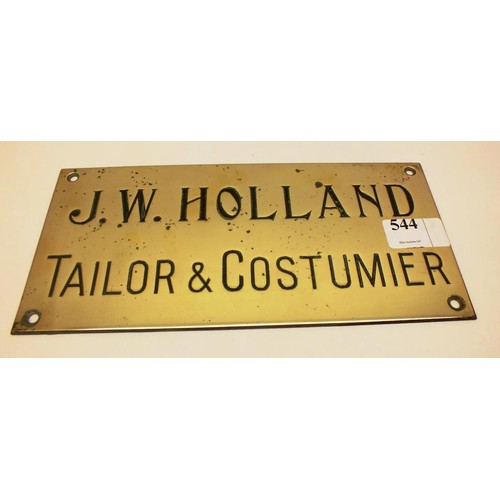 J. W. HOLLAND
544
TAILOR & COSTUMIER